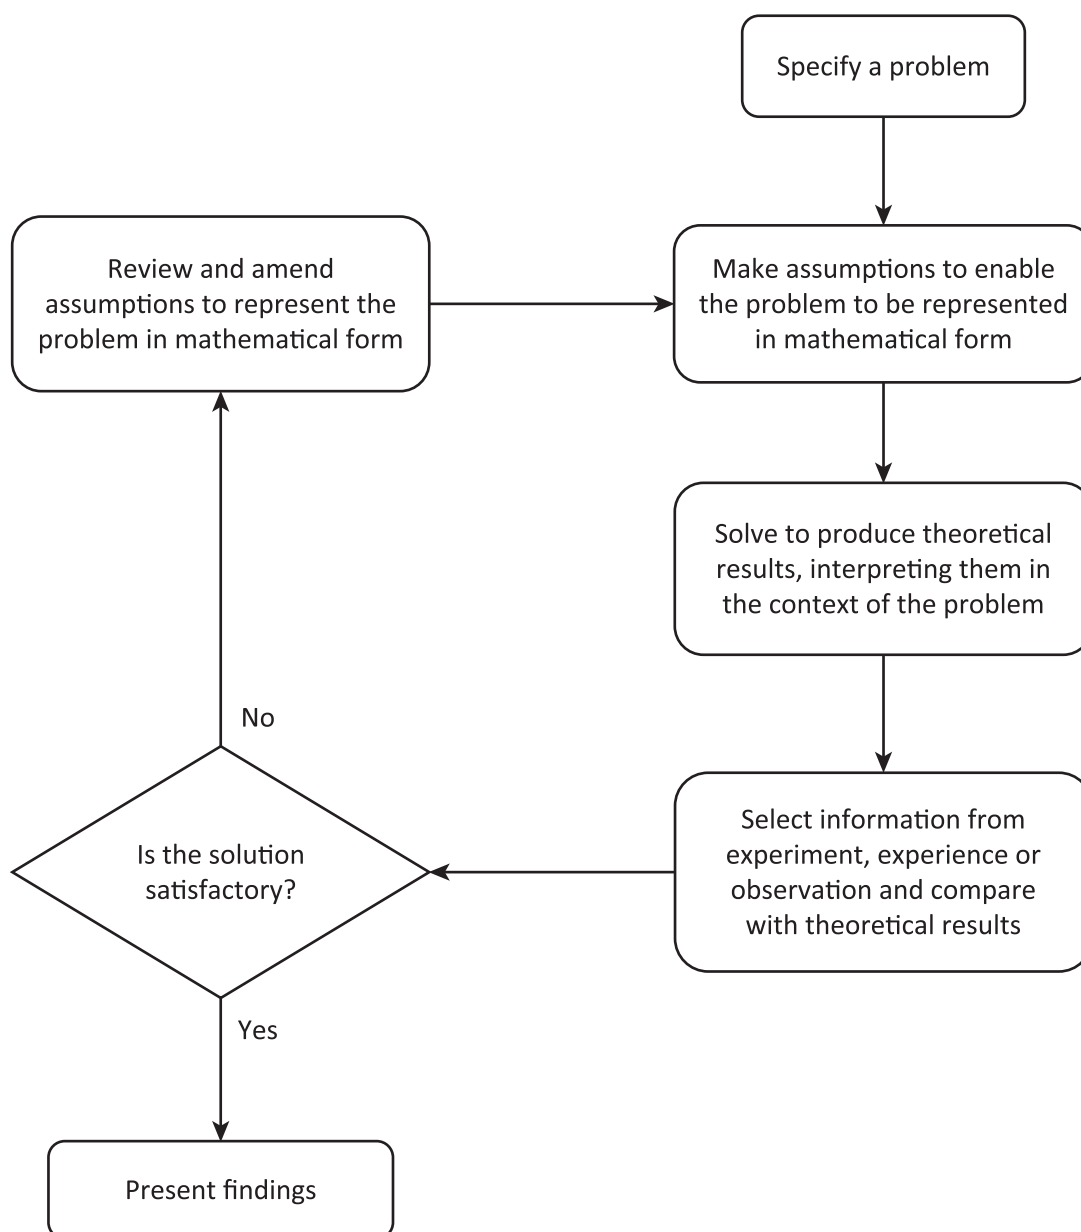 Specify a problem
Make assumptions to enable
the problem to be represented
in mathematical form
Solve to produce theoretical
results, interpreting them in
the context of the problem
Select information from
experiment, experience or
observation and compare
with theoretical results
Is the solution
satisfactory?
No
Review and amend
assumptions to represent the
problem in mathematical form
Yes
Present findings